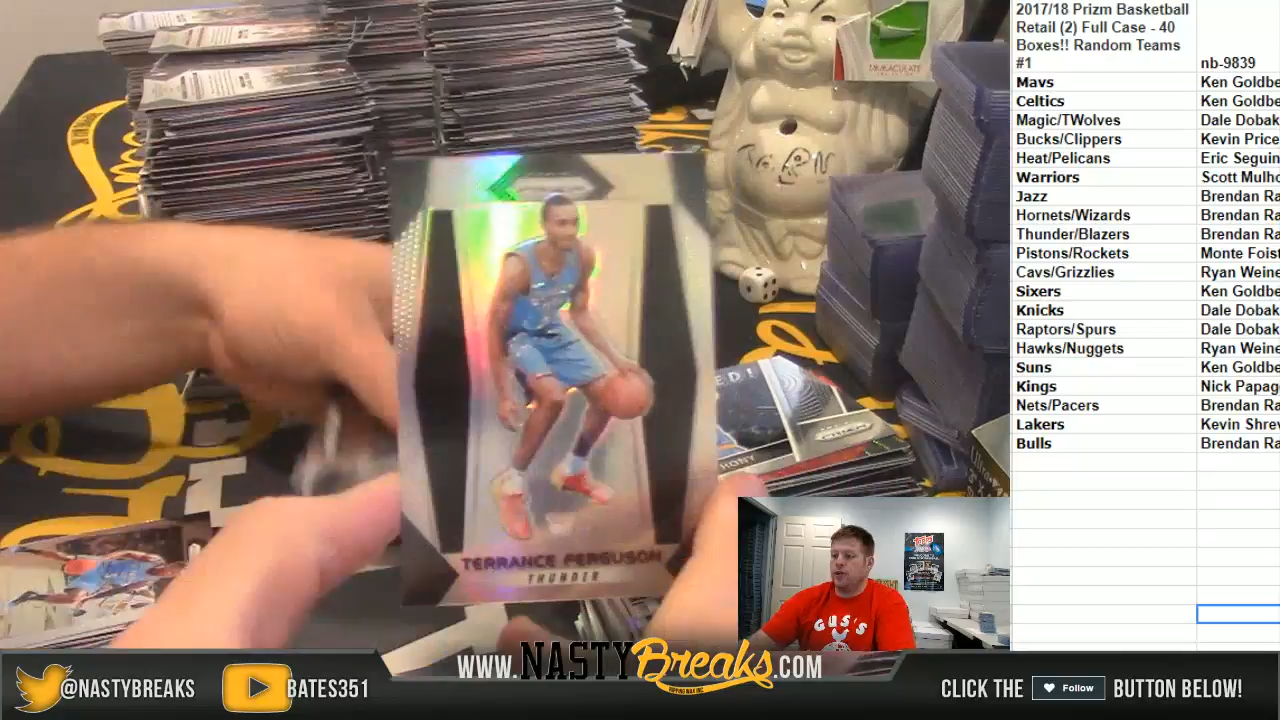 2017/18 Prizm Basketball
Retail (2) Full Case - 40
Boxes!! Random Teams
#1 nb-9839
Mavs Ken Goldbe
Celtics Ken Goldbe
Magic/TWolves Dale Dobak
Bucks/Clippers Kevin Price
Heat/Pelicans Eric Seguin
Warriors Scott Mulho
Jazz Brendan Ra
Hornets/Wizards Brendan Ra
Thunder/Blazers Brendan Ra
Pistons/Rockets Monte Foist
Cavs/Grizzlies Ryan Weine
Sixers Ken Goldbe
Knicks Dale Dobak
Raptors/Spurs Dale Dobak
Hawks/Nuggets Ryan Weine
Suns Ken Goldbe
Kings Nick Papag
Nets/Pacers Brendan Ra
Lakers Kevin Shrev
Bulls Brendan Ra
IMMACULATE
TERRANCE FERGUSON
THUNDER
HONY
GUS'S
@NASTYBREAKS
BATES351
WWW.NASTYBreaks.COM
CLICK THE Follow BUTTON BELOW!